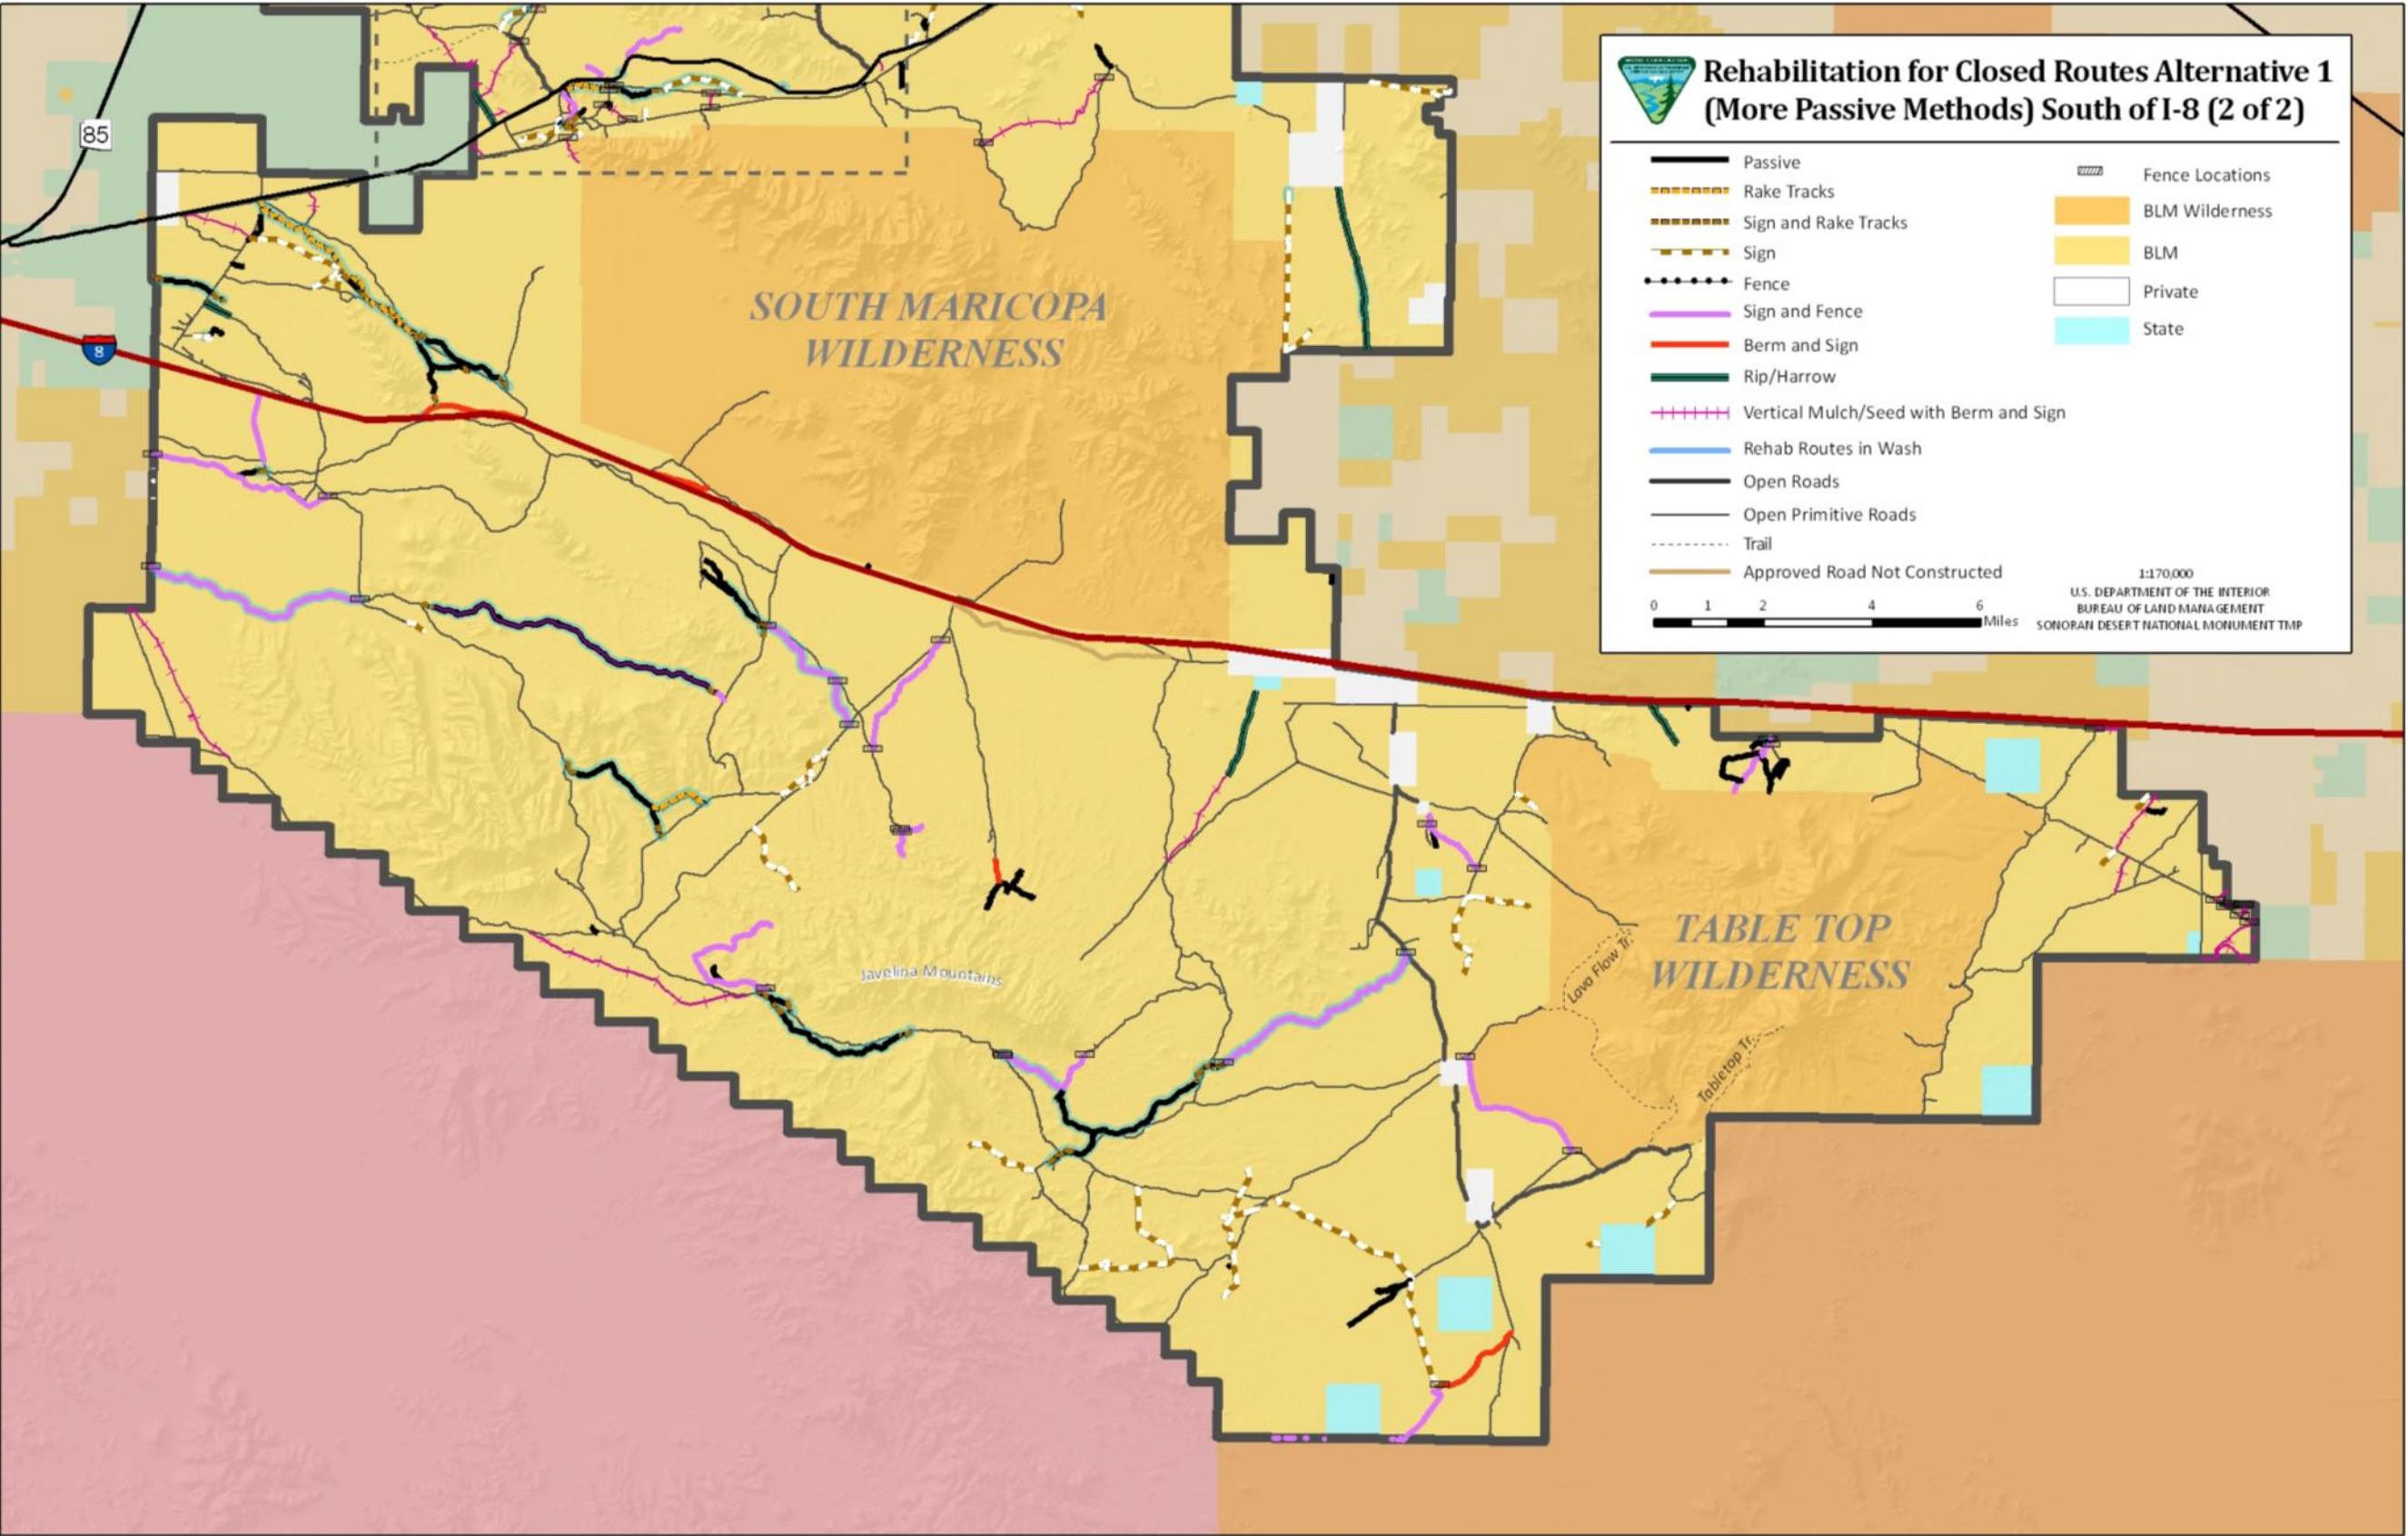 Rehabilitation for Closed Routes Alternative 1
(More Passive Methods) South of I-8 (2 of 2)
Passive
Rake Tracks
Sign and Rake Tracks
Sign
Fence
Sign and Fence
Berm and Sign
Rip/Harrow
Vertical Mulch/Seed with Berm and Sign
Rehab Routes in Wash
Open Roads
Open Primitive Roads
Trail
Approved Road Not Constructed
Fence Locations
BLM Wilderness
BLM
Private
State
0 1 2 4 6
Miles
1:170,000
U.S. DEPARTMENT OF THE INTERIOR
BUREAU OF LAND MANAGEMENT
SONORAN DESERT NATIONAL MONUMENT TMP
85
8
SOUTH MARICOPA
WILDERNESS
TABLE TOP
WILDERNESS
Lava Flow Tr.
Tabletop Tr.
Javelina Mountains